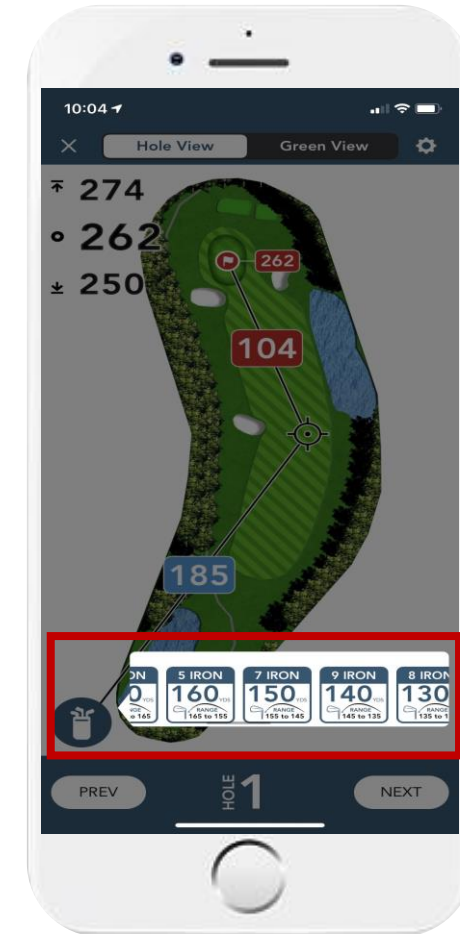 10:04
Hole View
Green View
274
262
250
262
104
185
5 IRON
160 YDS
RANGE
165 to 155
7 IRON
150 YDS
RANGE
155 to 145
9 IRON
140 YDS
RANGE
145 to 135
8 IRON
130
RANGE
135 to 1
PREV
HOLE 1
NEXT